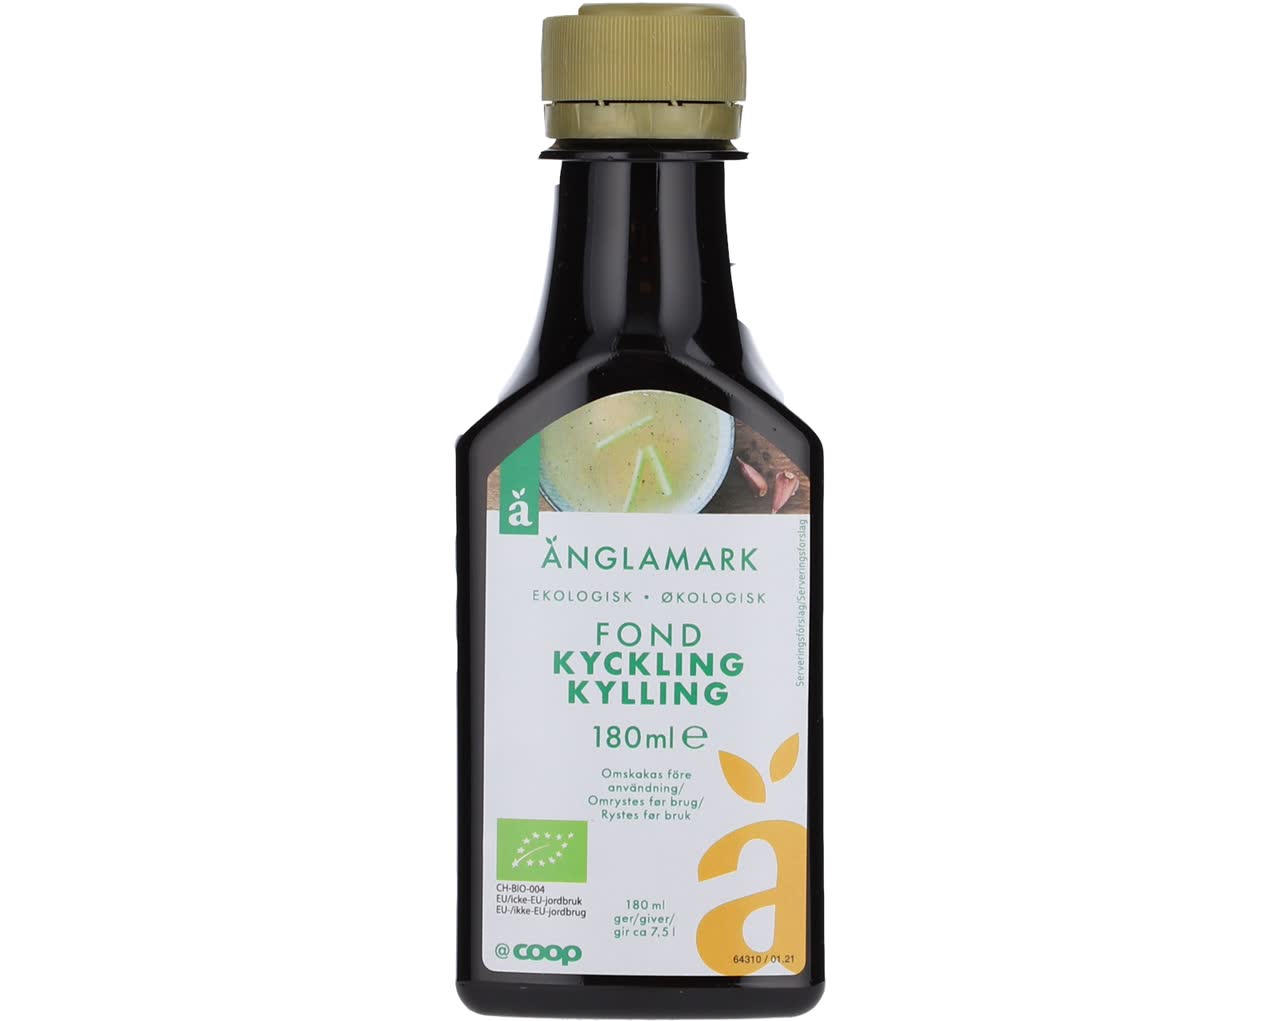 å
ÄNGLAMARK
EKOLOGISK • ØKOLOGISK
FOND
KYCKLING
KYLLING
180ml e
Omskakas före
användning/
Omrystes før brug/
Rystes før bruk
CH-BIO-004
EU/icke-EU-jordbruk
EU-/ikke-EU-jordbrug
180 ml
ger/giver/
gir ca 7,5 l
@ coop
a
64310 / 01.21
Serveringsförslag/Serveringsforslag